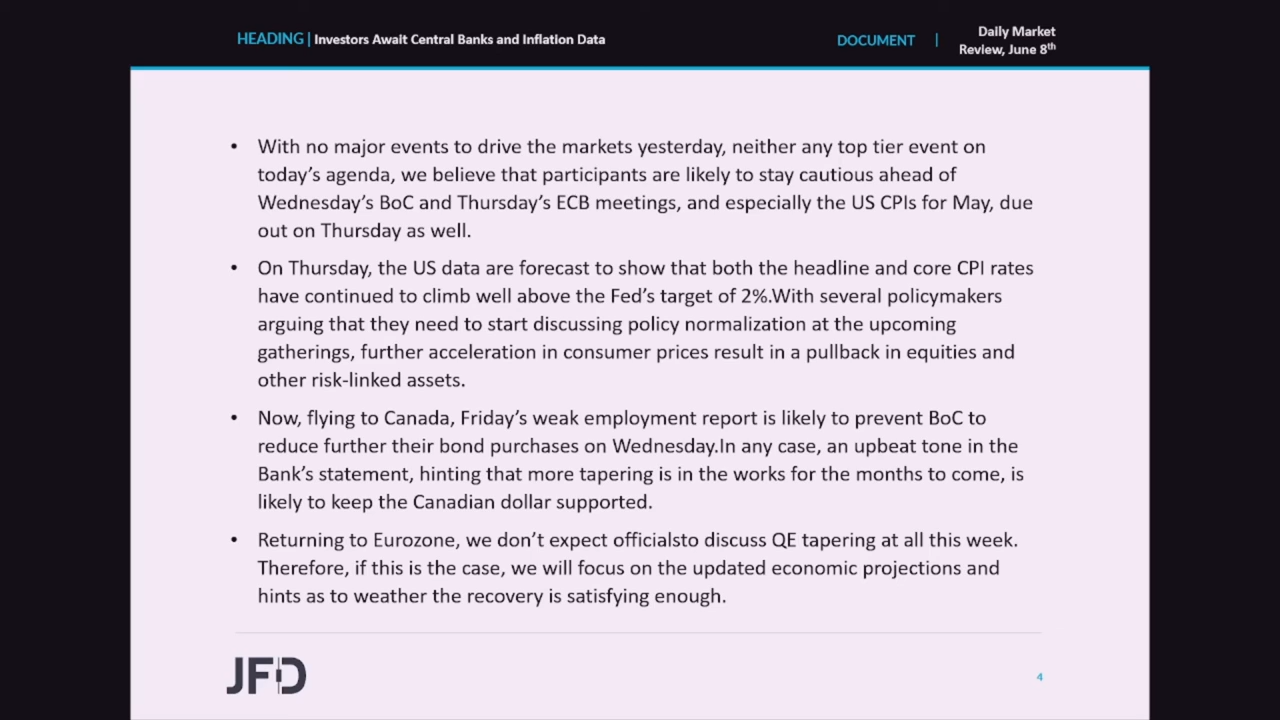 HEADING | Investors Await Central Banks and Inflation Data
DOCUMENT | Daily Market
Review, June 8th
• With no major events to drive the markets yesterday, neither any top tier event on
today’s agenda, we believe that participants are likely to stay cautious ahead of
Wednesday’s BoC and Thursday’s ECB meetings, and especially the US CPIs for May, due
out on Thursday as well.
• On Thursday, the US data are forecast to show that both the headline and core CPI rates
have continued to climb well above the Fed’s target of 2%.With several policymakers
arguing that they need to start discussing policy normalization at the upcoming
gatherings, further acceleration in consumer prices result in a pullback in equities and
other risk-linked assets.
• Now, flying to Canada, Friday’s weak employment report is likely to prevent BoC to
reduce further their bond purchases on Wednesday.In any case, an upbeat tone in the
Bank’s statement, hinting that more tapering is in the works for the months to come, is
likely to keep the Canadian dollar supported.
• Returning to Eurozone, we don’t expect officialsto discuss QE tapering at all this week.
Therefore, if this is the case, we will focus on the updated economic projections and
hints as to weather the recovery is satisfying enough.
JFD
4